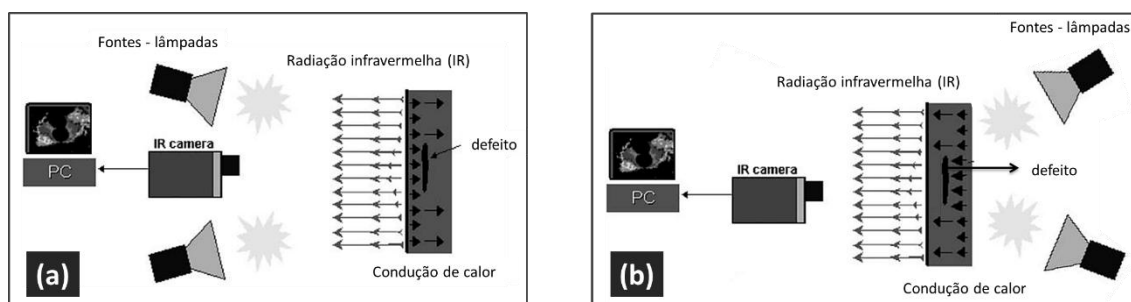 Fontes - lâmpadas
Radiação infravermelha (IR)
IR camera
defeito
PC
Condução de calor
(a)
Fontes - lâmpadas
Radiação infravermelha (IR)
IR camera
defeito
PC
Condução de calor
(b)